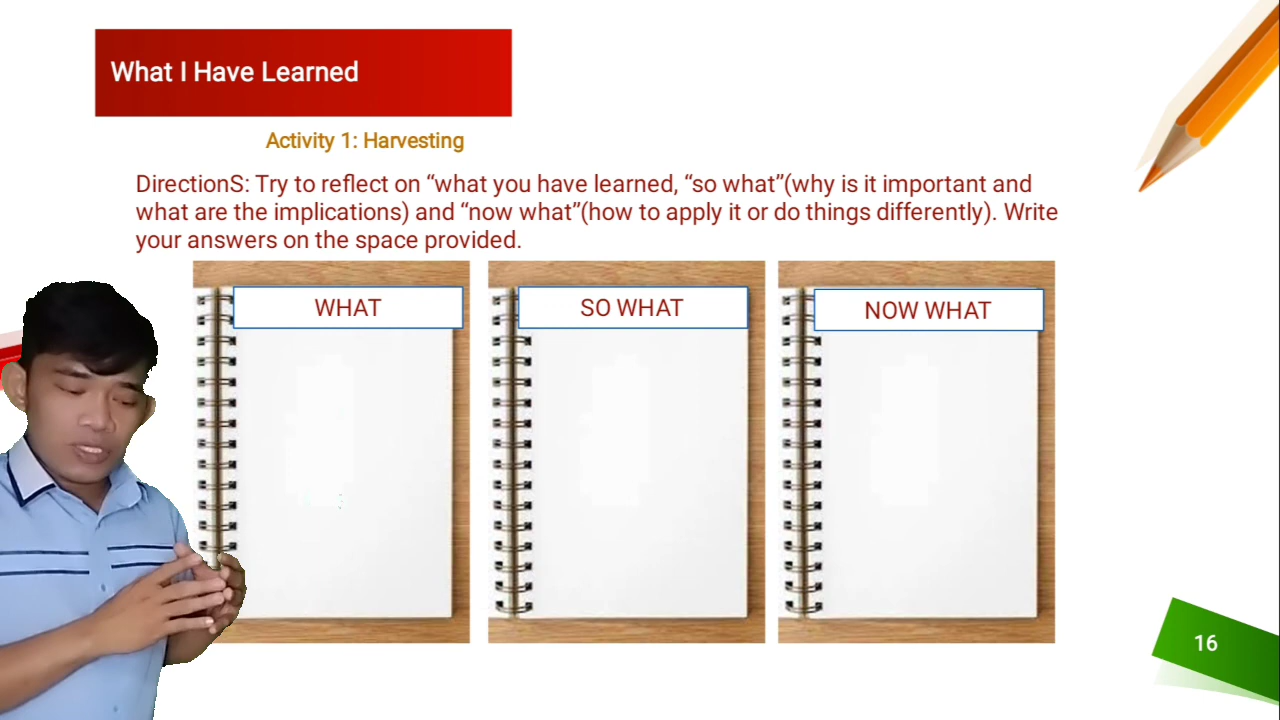 What I Have Learned
Activity 1: Harvesting
DirectionS: Try to reflect on “what you have learned, “so what”(why is it important and
what are the implications) and “now what”(how to apply it or do things differently). Write
your answers on the space provided.
WHAT
SO WHAT
NOW WHAT
16